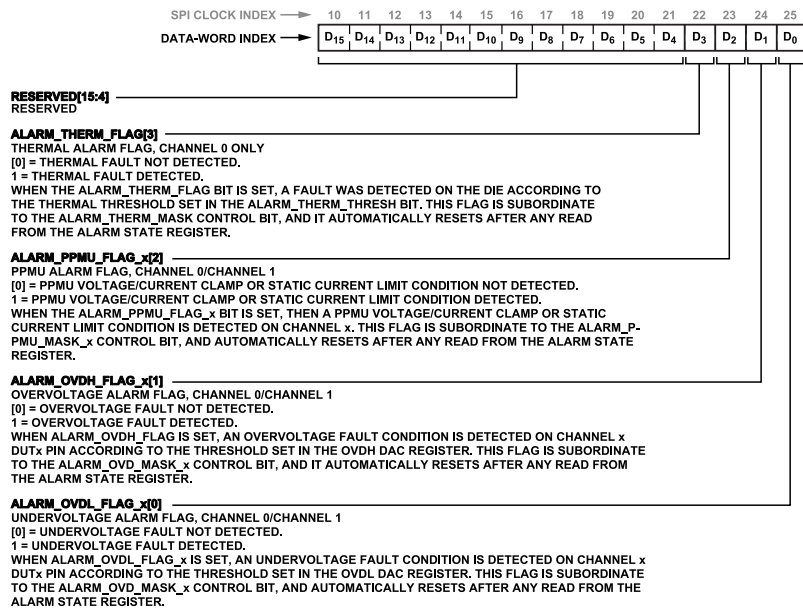 SPI CLOCK INDEX 10 11 12 13 14 15 16 17 18 19 20 21 22 23 24 25
DATA-WORD INDEX D15 D14 D13 D12 D11 D10 D9 D8 D7 D6 D5 D4 D3 D2 D1 D0
RESERVED[15:4]
RESERVED
ALARM_THERM_FLAG[3]
THERMAL ALARM FLAG, CHANNEL 0 ONLY
[0] = THERMAL FAULT NOT DETECTED.
1 = THERMAL FAULT DETECTED.
WHEN THE ALARM_THERM_FLAG BIT IS SET, A FAULT WAS DETECTED ON THE DIE ACCORDING TO
THE THERMAL THRESHOLD SET IN THE ALARM_THERM_THRESH BIT. THIS FLAG IS SUBORDINATE
TO THE ALARM_THERM_MASK CONTROL BIT, AND IT AUTOMATICALLY RESETS AFTER ANY READ
FROM THE ALARM STATE REGISTER.
ALARM_PPMU_FLAG_x[2]
PPMU ALARM FLAG, CHANNEL 0/CHANNEL 1
[0] = PPMU VOLTAGE/CURRENT CLAMP OR STATIC CURRENT LIMIT CONDITION NOT DETECTED.
1 = PPMU VOLTAGE/CURRENT CLAMP OR STATIC CURRENT LIMIT CONDITION DETECTED.
WHEN THE ALARM_PPMU_FLAG_x BIT IS SET, THEN A PPMU VOLTAGE/CURRENT CLAMP OR STATIC
CURRENT LIMIT CONDITION IS DETECTED ON CHANNEL x. THIS FLAG IS SUBORDINATE TO THE ALARM_P-
PMU_MASK_x CONTROL BIT, AND AUTOMATICALLY RESETS AFTER ANY READ FROM THE ALARM STATE
REGISTER.
ALARM_OVDH_FLAG_x[1]
OVERVOLTAGE ALARM FLAG, CHANNEL 0/CHANNEL 1
[0] = OVERVOLTAGE FAULT NOT DETECTED.
1 = OVERVOLTAGE FAULT DETECTED.
WHEN ALARM_OVDH_FLAG IS SET, AN OVERVOLTAGE FAULT CONDITION IS DETECTED ON CHANNEL x
DUTx PIN ACCORDING TO THE THRESHOLD SET IN THE OVDH DAC REGISTER. THIS FLAG IS SUBORDINATE
TO THE ALARM_OVD_MASK_x CONTROL BIT, AND IT AUTOMATICALLY RESETS AFTER ANY READ FROM
THE ALARM STATE REGISTER.
ALARM_OVDL_FLAG_x[0]
UNDERVOLTAGE ALARM FLAG, CHANNEL 0/CHANNEL 1
[0] = UNDERVOLTAGE FAULT NOT DETECTED.
1 = UNDERVOLTAGE FAULT DETECTED.
WHEN ALARM_OVDL_FLAG_x IS SET, AN UNDERVOLTAGE FAULT CONDITION IS DETECTED ON CHANNEL x
DUTx PIN ACCORDING TO THE THRESHOLD SET IN THE OVDL DAC REGISTER. THIS FLAG IS SUBORDINATE
TO THE ALARM_OVD_MASK_x CONTROL BIT, AND AUTOMATICALLY RESETS AFTER ANY READ FROM THE
ALARM STATE REGISTER.